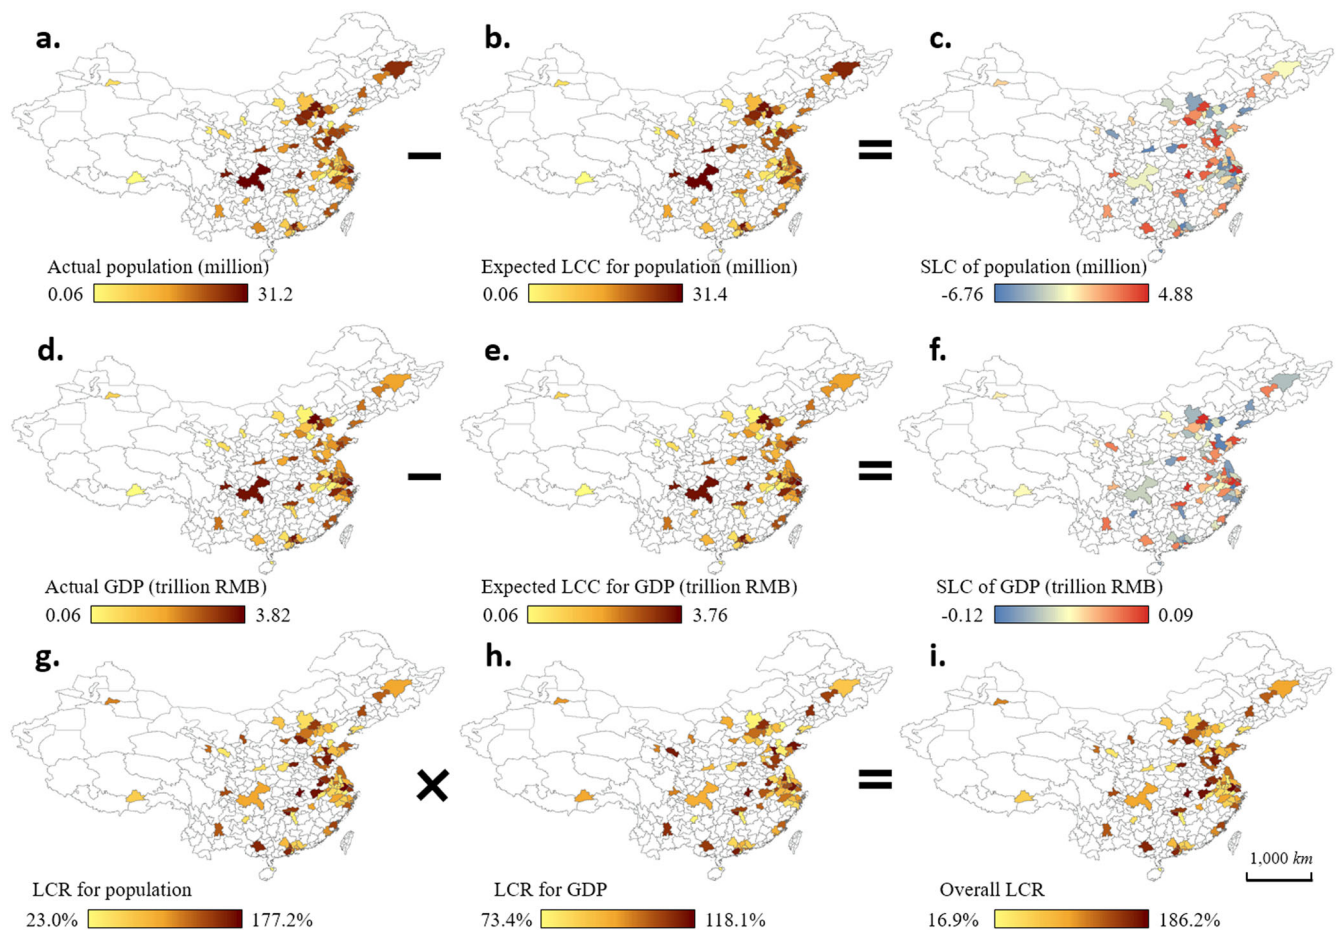 a.
b.
c.
−
=
Actual population (million)
Expected LCC for population (million)
SLC of population (million)
0.06 31.2
0.06 31.4
-6.76 4.88
d.
e.
f.
−
=
Actual GDP (trillion RMB)
Expected LCC for GDP (trillion RMB)
SLC of GDP (trillion RMB)
0.06 3.82
0.06 3.76
-0.12 0.09
g.
h.
i.
×
=
1,000 km
LCR for population
LCR for GDP
Overall LCR
23.0% 177.2%
73.4% 118.1%
16.9% 186.2%